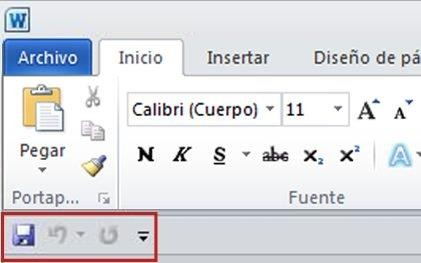 W
Archivo Inicio Insertar Diseño de pá
Calibri (Cuerpo) 11 A A
Pegar N K S abc X₂ X² A
Portap... Fuente